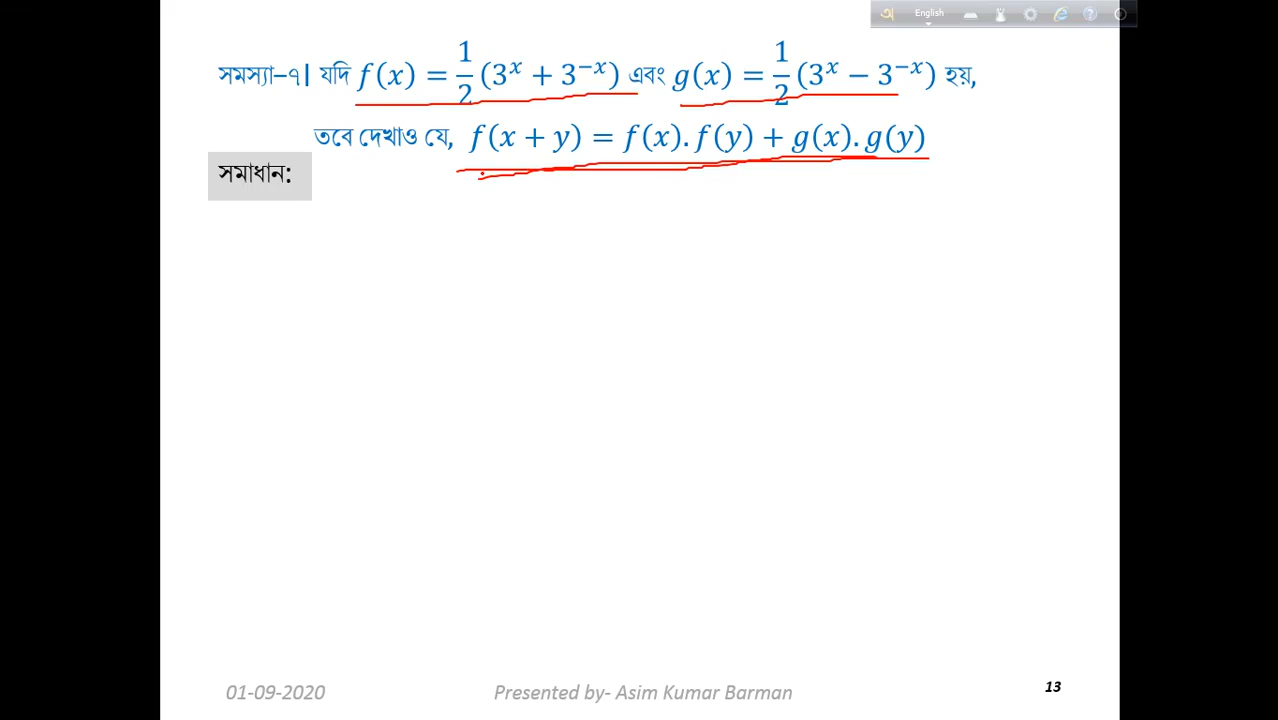 English
সমস্যা–৭। যদি f(x) = 1/2 (3^x + 3^−x) এবং g(x) = 1/2 (3^x − 3^−x) হয়,
তবে দেখাও যে, f(x + y) = f(x). f(y) + g(x). g(y)
সমাধান:
01-09-2020 Presented by- Asim Kumar Barman 13